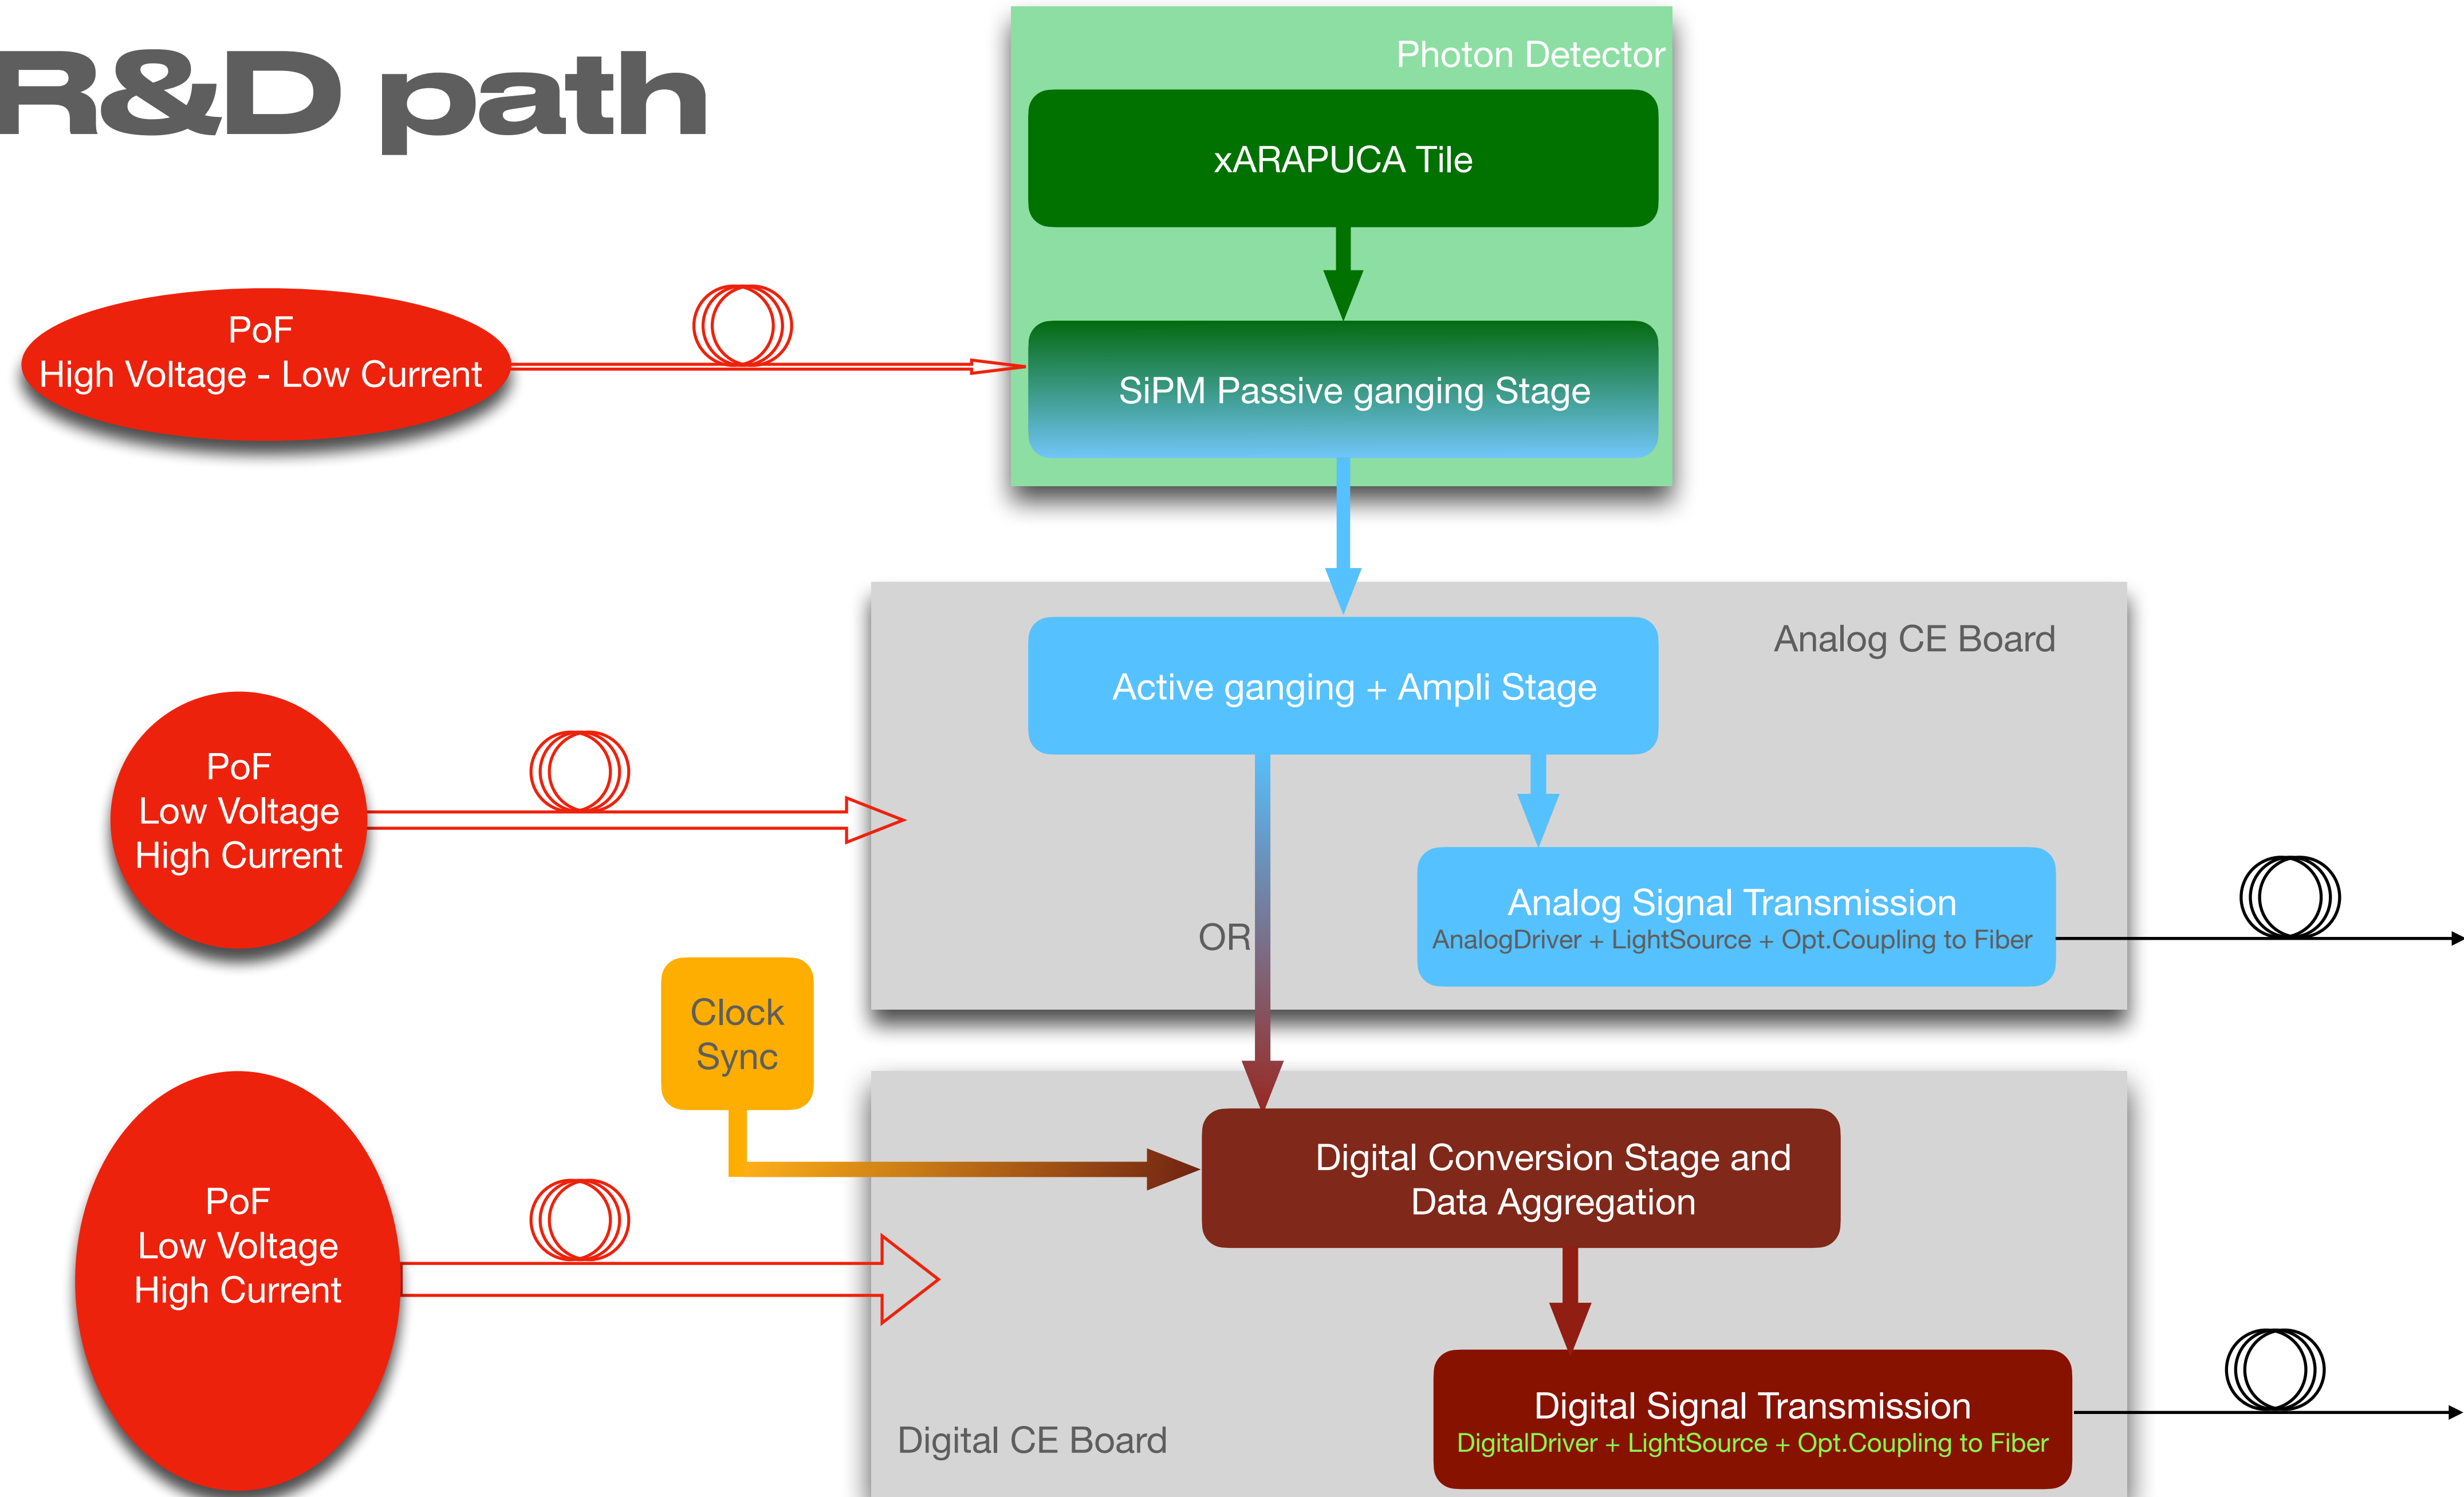 R&D path
Photon Detector
xARAPUCA Tile
PoF
High Voltage - Low Current
SiPM Passive ganging Stage
Analog CE Board
Active ganging + Ampli Stage
PoF
Low Voltage
High Current
Analog Signal Transmission
AnalogDriver + LightSource + Opt.Coupling to Fiber
OR
Clock
Sync
Digital Conversion Stage and
Data Aggregation
PoF
Low Voltage
High Current
Digital Signal Transmission
DigitalDriver + LightSource + Opt.Coupling to Fiber
Digital CE Board